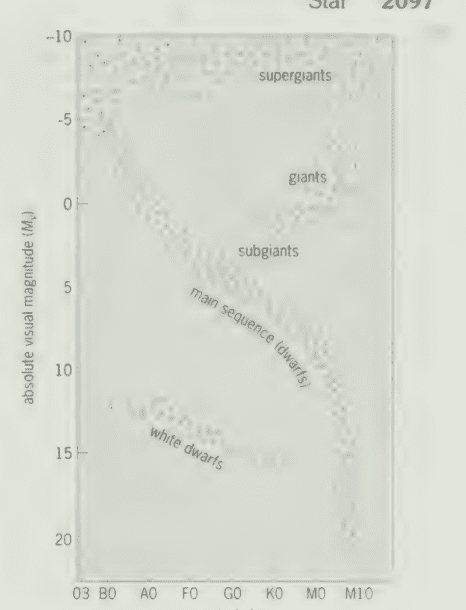 Star 2097
-10
supergiants
-5
giants
0
subgiants
absolute visual magnitude (Mv)
5
main sequence (dwarfs)
10
white dwarfs
15
20
03 B0 A0 F0 G0 K0 M0 M10